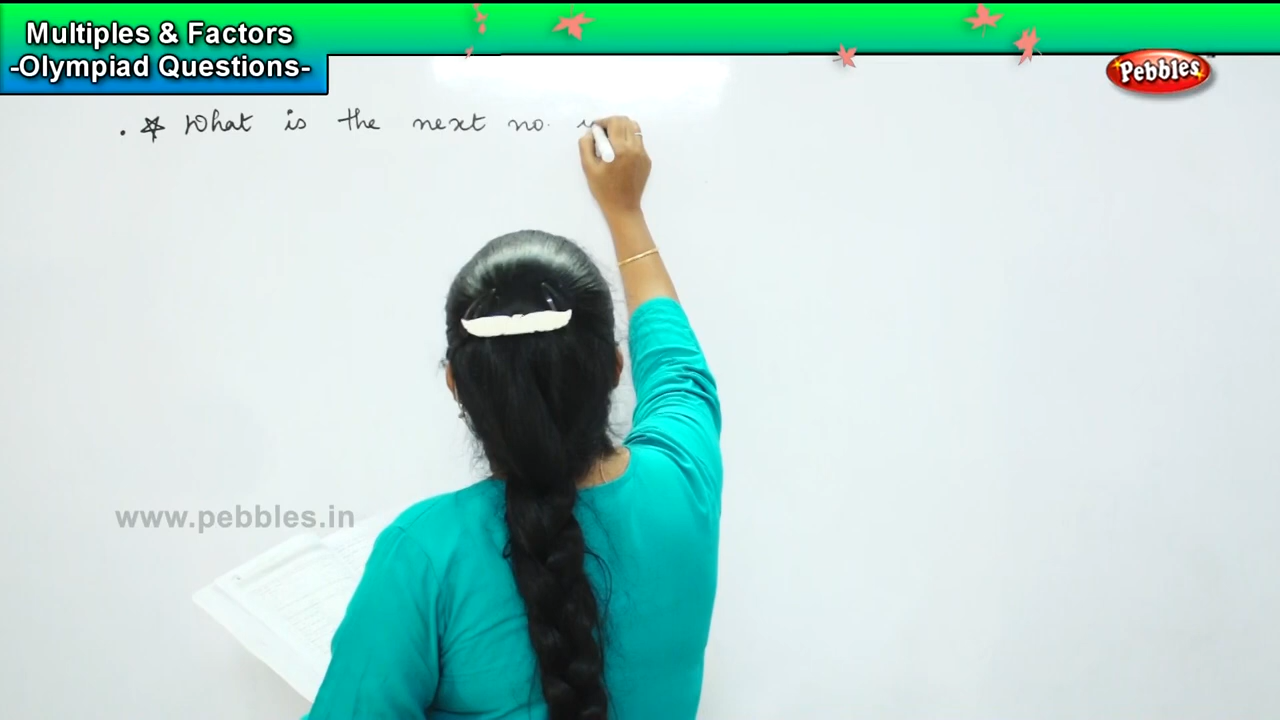 Multiples & Factors
-Olympiad Questions-
Pebbles
. ☆ What is the next no.
www.pebbles.in